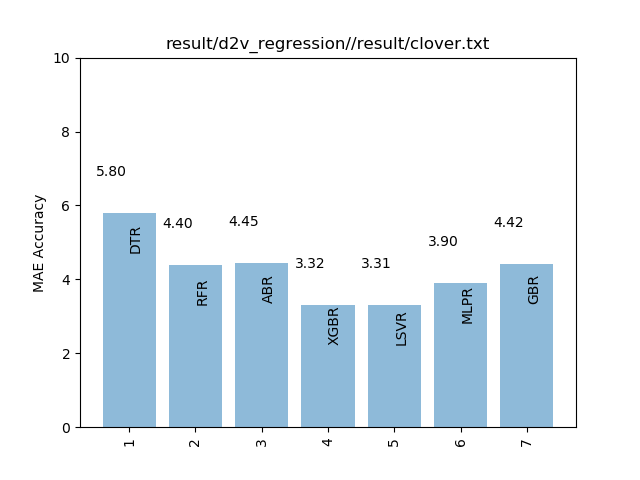 result/d2v_regression//result/clover.txt
MAE Accuracy
10
8
6
4
2
0
5.80
4.40
4.45
3.32
3.31
3.90
4.42
DTR
RFR
ABR
XGBR
LSVR
MLPR
GBR
1
2
3
4
5
6
7